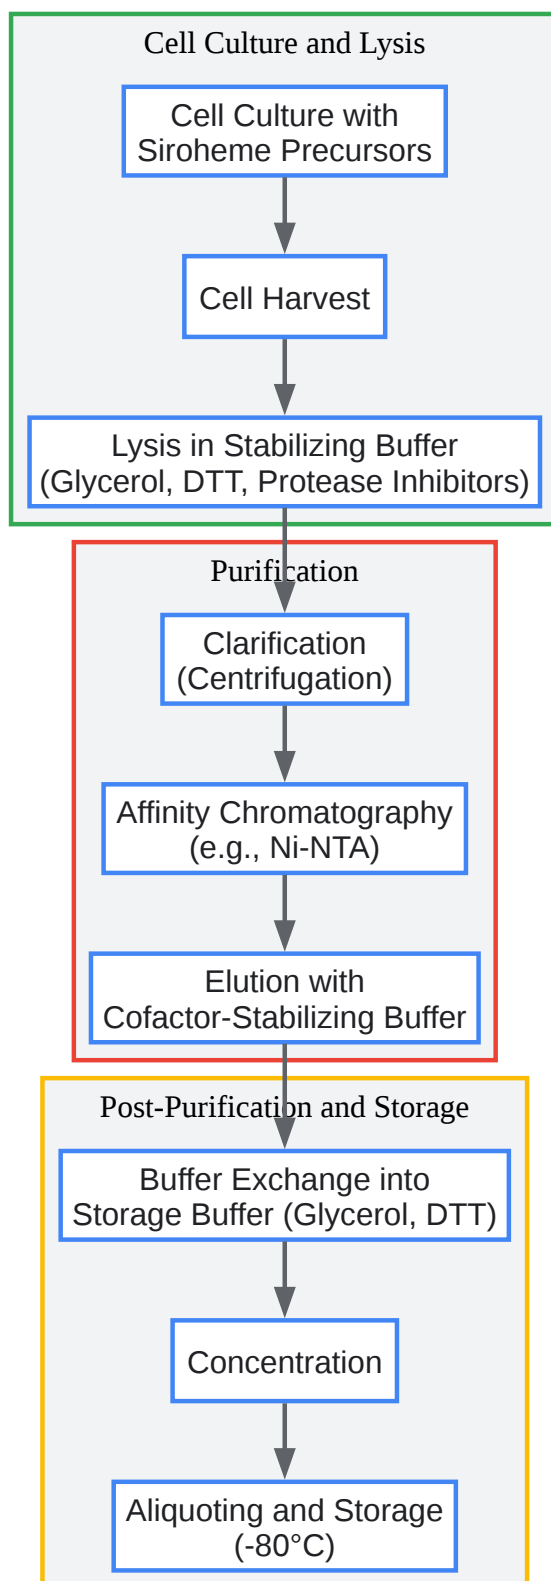 Cell Culture and Lysis
Cell Culture with
Siroheme Precursors
Cell Harvest
Lysis in Stabilizing Buffer
(Glycerol, DTT, Protease Inhibitors)
Purification
Clarification
(Centrifugation)
Affinity Chromatography
(e.g., Ni-NTA)
Elution with
Cofactor-Stabilizing Buffer
Post-Purification and Storage
Buffer Exchange into
Storage Buffer (Glycerol, DTT)
Concentration
Aliquoting and Storage
(-80°C)